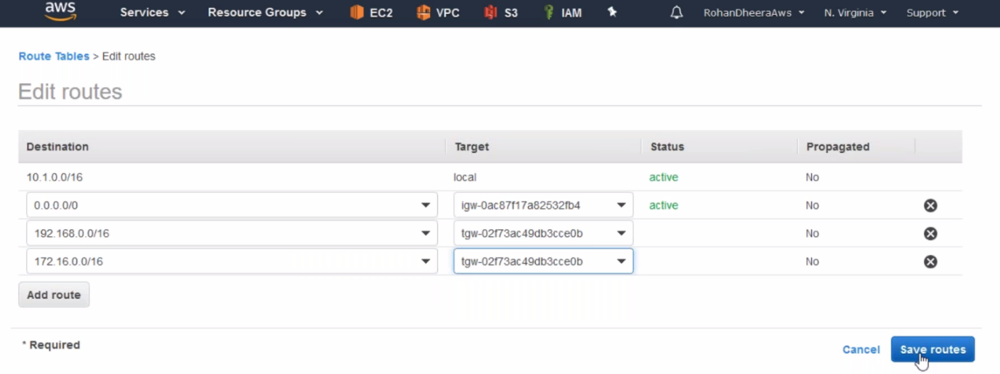 aws Services Resource Groups EC2 VPC S3 IAM RohanDheeraAws N. Virginia Support
Route Tables > Edit routes
Edit routes
Destination Target Status Propagated
10.1.0.0/16 local active No
0.0.0.0/0 igw-0ac87f17a82532fb4 active No
192.168.0.0/16 tgw-02f73ac49db3cce0b No
172.16.0.0/16 tgw-02f73ac49db3cce0b No
Add route
* Required
Cancel Save routes